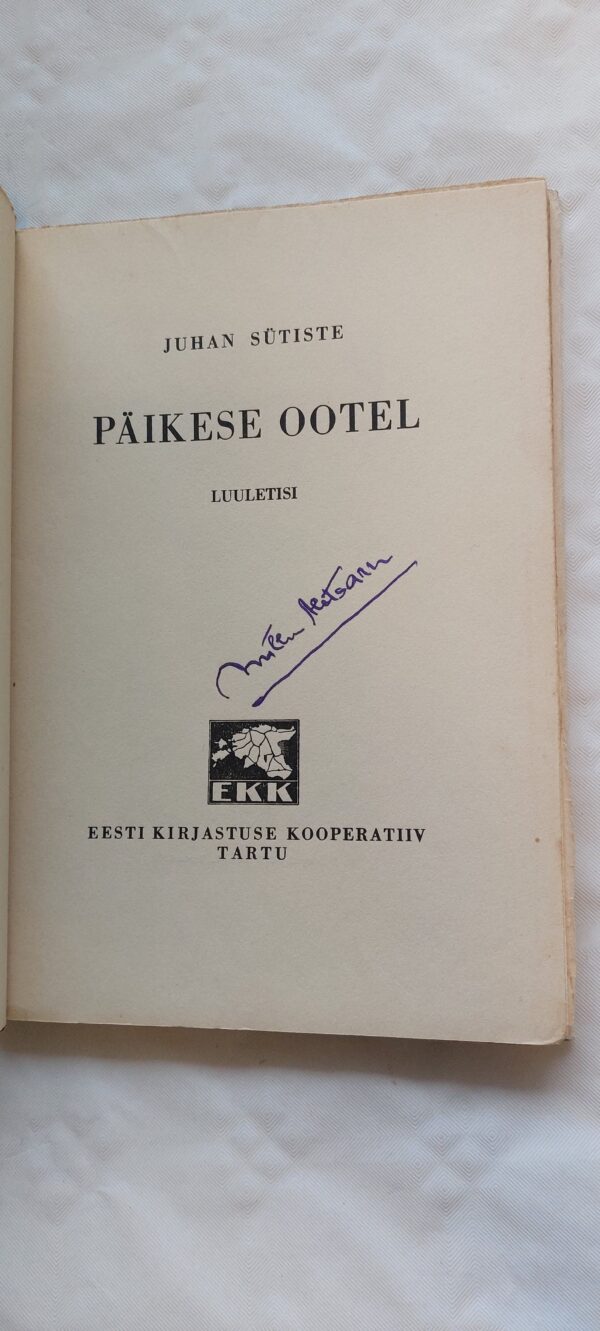 JUHAN SÜTISTE
PÄIKESE OOTEL
LUULETISI
EKK
EESTI KIRJASTUSE KOOPERATIIV
TARTU